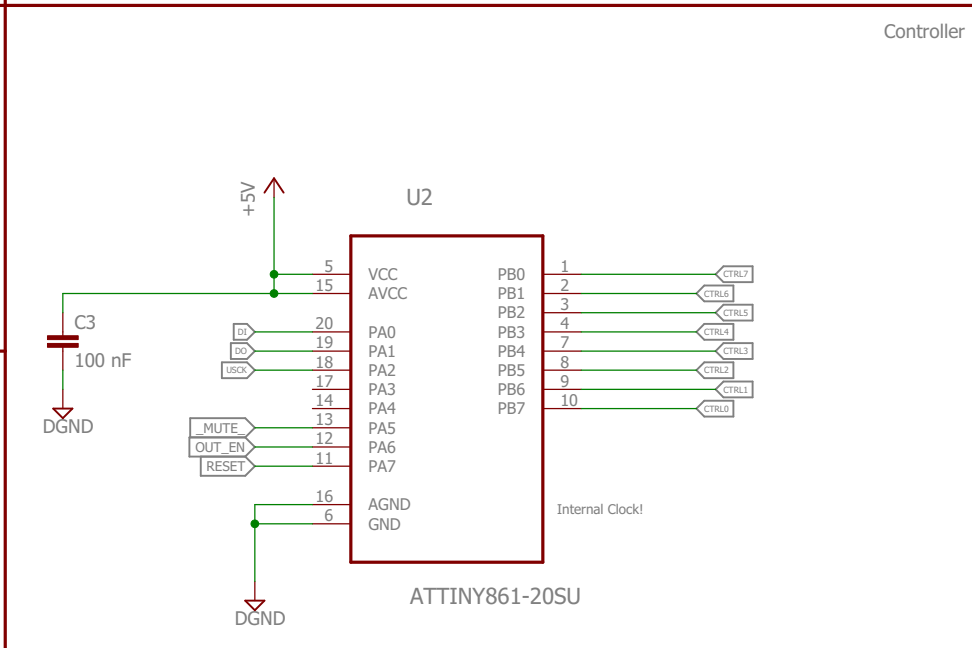 Controller
+5V
U2
5 VCC PB0 1 CTRL7
15 AVCC PB1 2 CTRL6
PB2 3 CTRL5
C3
DI 20 PA0 PB3 4 CTRL4
DO 19 PA1 PB4 7 CTRL3
100 nF
USCK 18 PA2 PB5 8 CTRL2
17 PA3 PB6 9 CTRL1
14 PA4 PB7 10 CTRL0
DGND
_MUTE_ 13 PA5
OUT_EN 12 PA6
RESET 11 PA7
16 AGND
Internal Clock!
6 GND
ATTINY861-20SU
DGND